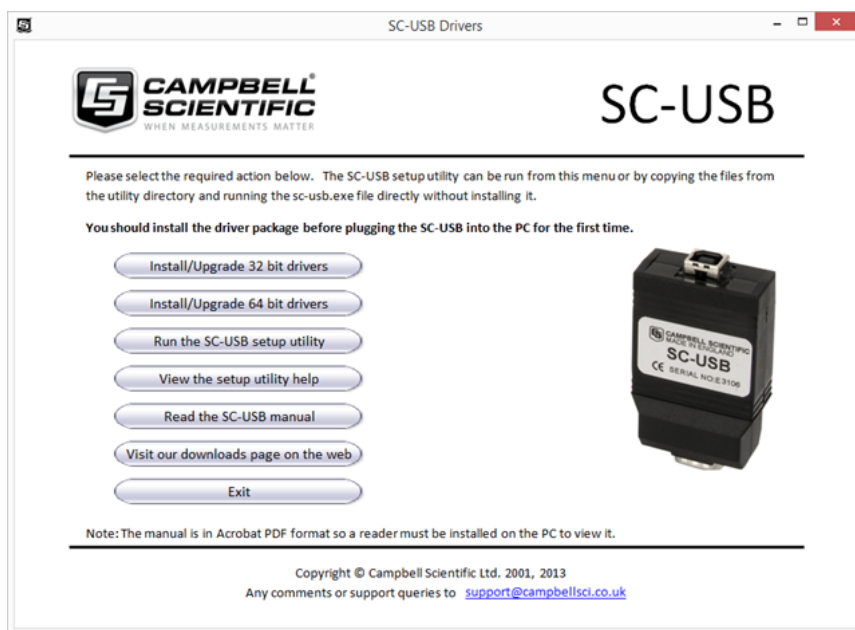 SC-USB Drivers
CAMPBELL®
SCIENTIFIC
WHEN MEASUREMENTS MATTER
SC-USB
Please select the required action below. The SC-USB setup utility can be run from this menu or by copying the files from
the utility directory and running the sc-usb.exe file directly without installing it.
You should install the driver package before plugging the SC-USB into the PC for the first time.
Install/Upgrade 32 bit drivers
Install/Upgrade 64 bit drivers
Run the SC-USB setup utility
View the setup utility help
Read the SC-USB manual
Visit our downloads page on the web
Exit
CAMPBELL SCIENTIFIC
MADE IN ENGLAND
SC-USB
CE SERIAL NO:E3106
Note: The manual is in Acrobat PDF format so a reader must be installed on the PC to view it.
Copyright © Campbell Scientific Ltd. 2001, 2013
Any comments or support queries to support@campbellsci.co.uk